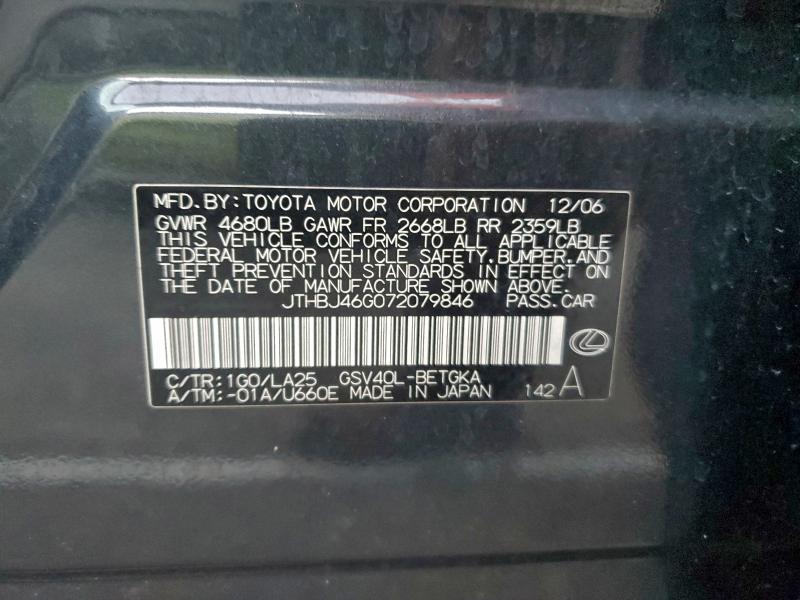 MFD.BY:TOYOTA MOTOR CORPORATION 12/06
GVWR 4680LB GAWR FR 2668LB RR 2359LB
THIS VEHICLE CONFORMS TO ALL APPLICABLE
FEDERAL MOTOR VEHICLE SAFETY,BUMPER,AND
THEFT PREVENTION STANDARDS IN EFFECT ON
THE DATE OF MANUFACTURE SHOWN ABOVE.
JTHBJ46G072079846 PASS.CAR
C/TR:1G0/LA25 GSV40L-BETGKA
A/TM:-01A/U660E MADE IN JAPAN 142 A